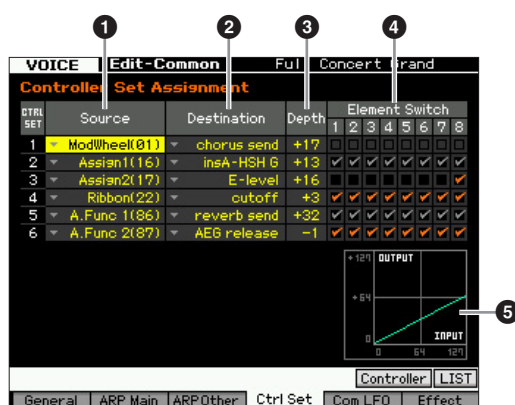 1 2 3 4
VOICE Edit-Common Ful Concert Grand
Controller Set Assignment
CTRL SET Source Destination Depth Element Switch
1 2 3 4 5 6 7 8
1 ModWheel(01) chorus send +17
2 Assign1(16) insA-HSH G +13
3 Assign2(17) E-level +16
4 Ribbon(22) cutoff +3
5 A.Func 1(86) reverb send +32
6 A.Func 2(87) AEG release -1
+127 OUTPUT
+64
5
0 INPUT
0 64 127
Controller LIST
General ARP Main ARP Other Ctrl Set Com LFO Effect